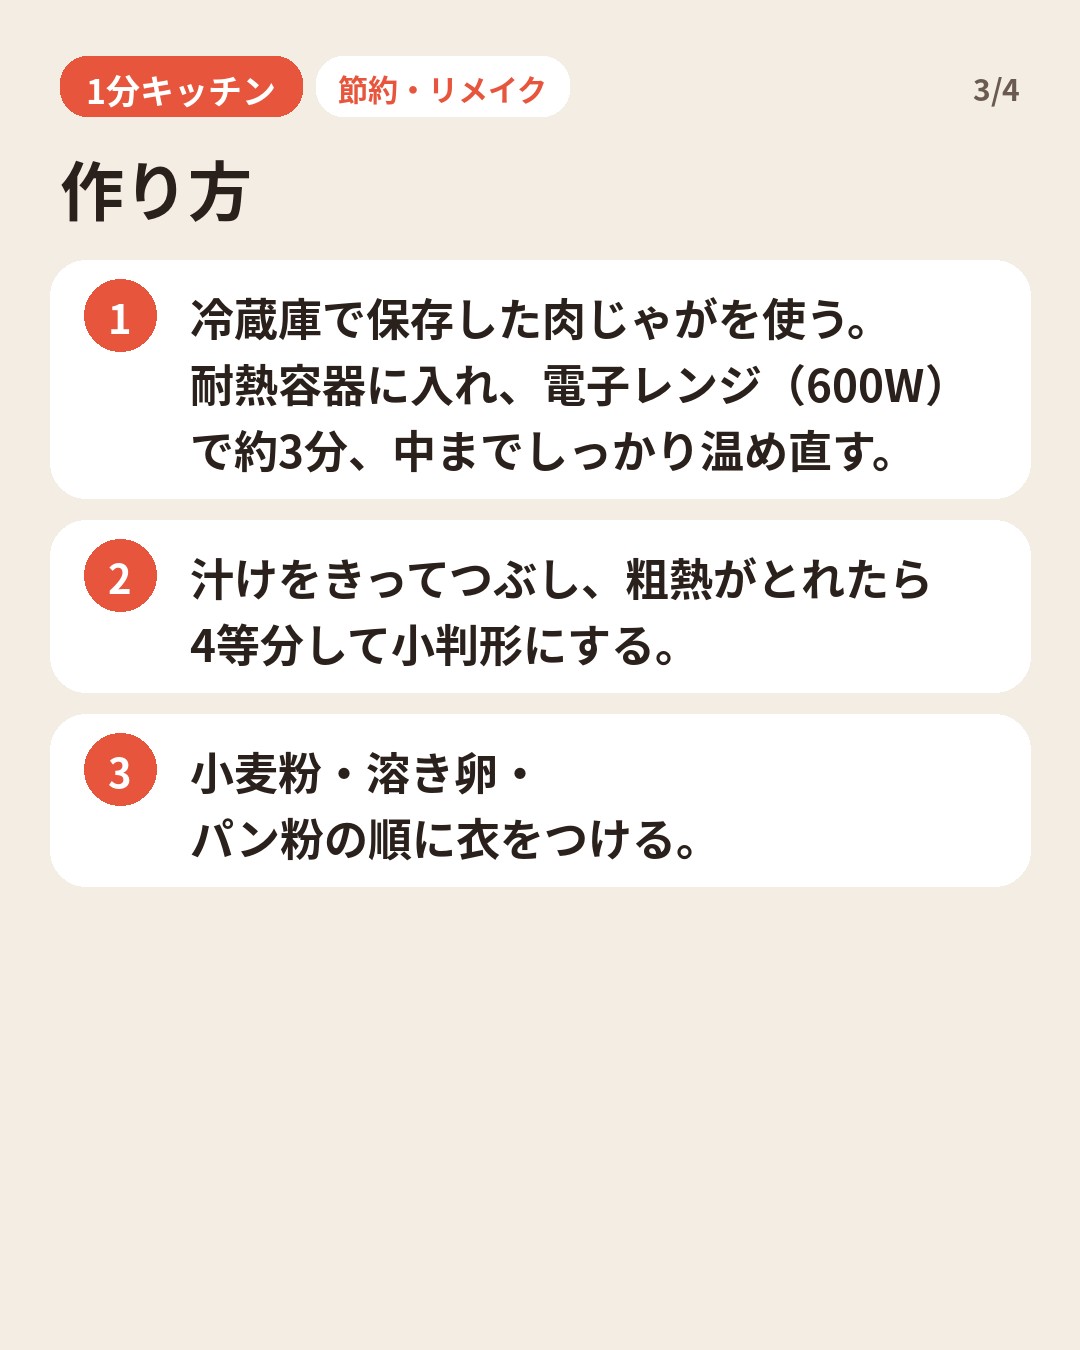 1分キッチン
節約・リメイク
3/4
作り方
1
冷蔵庫で保存した肉じゃがを使う。
耐熱容器に入れ、電子レンジ（600W）
で約3分、中までしっかり温め直す。
2
汁けをきってつぶし、粗熱がとれたら
4等分して小判形にする。
3
小麦粉・溶き卵・
パン粉の順に衣をつける。